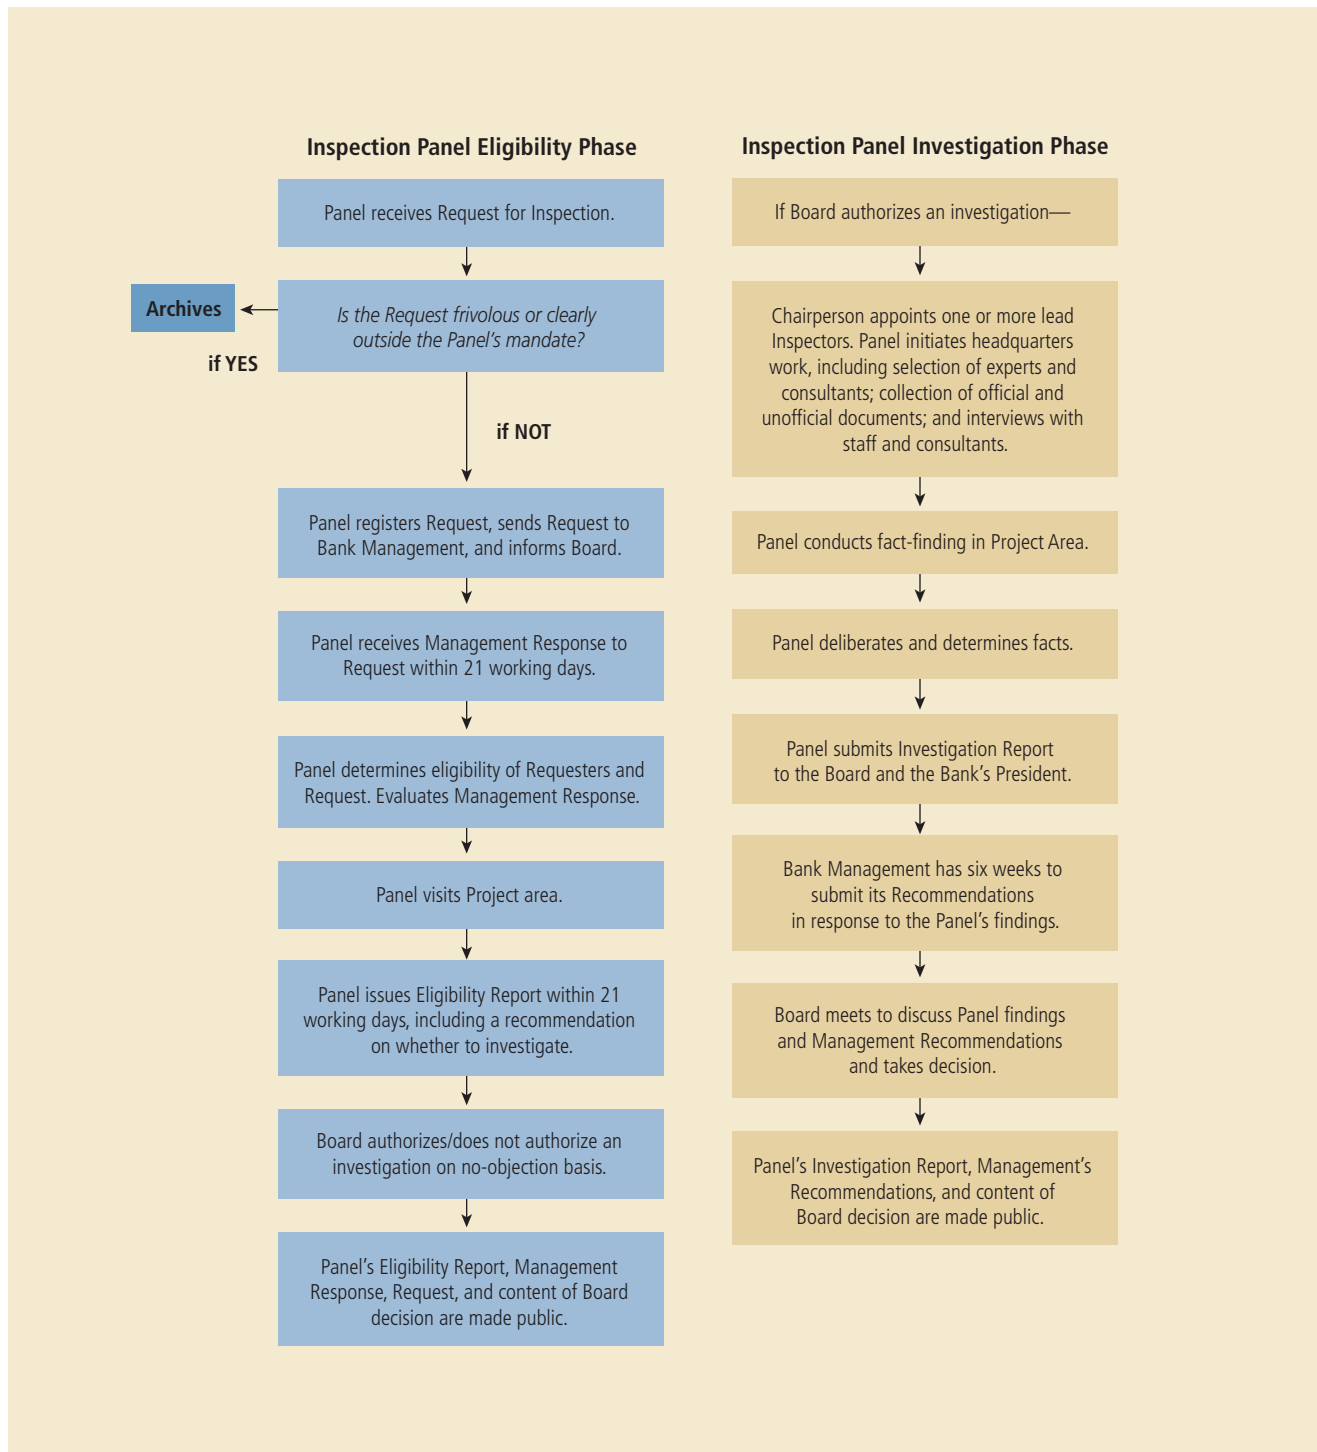 Inspection Panel Eligibility Phase
Panel receives Request for Inspection.
Is the Request frivolous or clearly
outside the Panel's mandate?
Archives
if YES
if NOT
Panel registers Request, sends Request to
Bank Management, and informs Board.
Panel receives Management Response to
Request within 21 working days.
Panel determines eligibility of Requesters and
Request. Evaluates Management Response.
Panel visits Project area.
Panel issues Eligibility Report within 21
working days, including a recommendation
on whether to investigate.
Board authorizes/does not authorize an
investigation on no-objection basis.
Panel's Eligibility Report, Management
Response, Request, and content of Board
decision are made public.
Inspection Panel Investigation Phase
If Board authorizes an investigation—
Chairperson appoints one or more lead
Inspectors. Panel initiates headquarters
work, including selection of experts and
consultants; collection of official and
unofficial documents; and interviews with
staff and consultants.
Panel conducts fact-finding in Project Area.
Panel deliberates and determines facts.
Panel submits Investigation Report
to the Board and the Bank's President.
Bank Management has six weeks to
submit its Recommendations
in response to the Panel's findings.
Board meets to discuss Panel findings
and Management Recommendations
and takes decision.
Panel's Investigation Report, Management's
Recommendations, and content of
Board decision are made public.